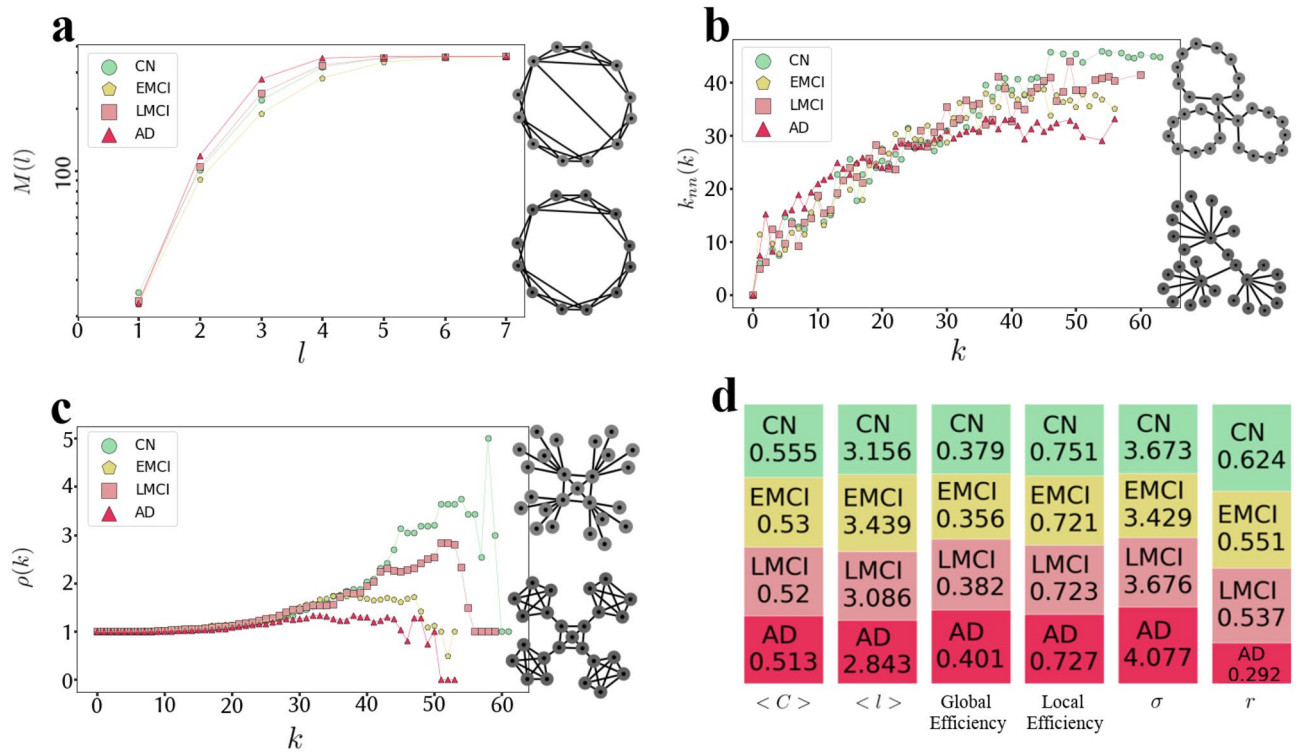 a
CN
EMCI
LMCI
AD
M(l)
100
0 1 2 3 4 5 6 7
l
b
CN
EMCI
LMCI
AD
k_nn(k)
40
30
20
10
0
0 10 20 30 40 50 60
k
c
CN
EMCI
LMCI
AD
ρ(k)
5
4
3
2
1
0
0 10 20 30 40 50 60
k
d
CN CN CN CN CN CN
0.555 3.156 0.379 0.751 3.673 0.624
EMCI EMCI EMCI EMCI EMCI EMCI
0.53 3.439 0.356 0.721 3.429 0.551
LMCI LMCI LMCI LMCI LMCI LMCI
0.52 3.086 0.382 0.723 3.676 0.537
AD AD AD AD AD AD
0.513 2.843 0.401 0.727 4.077 0.292
< C > < l > Global Local σ r
Efficiency Efficiency